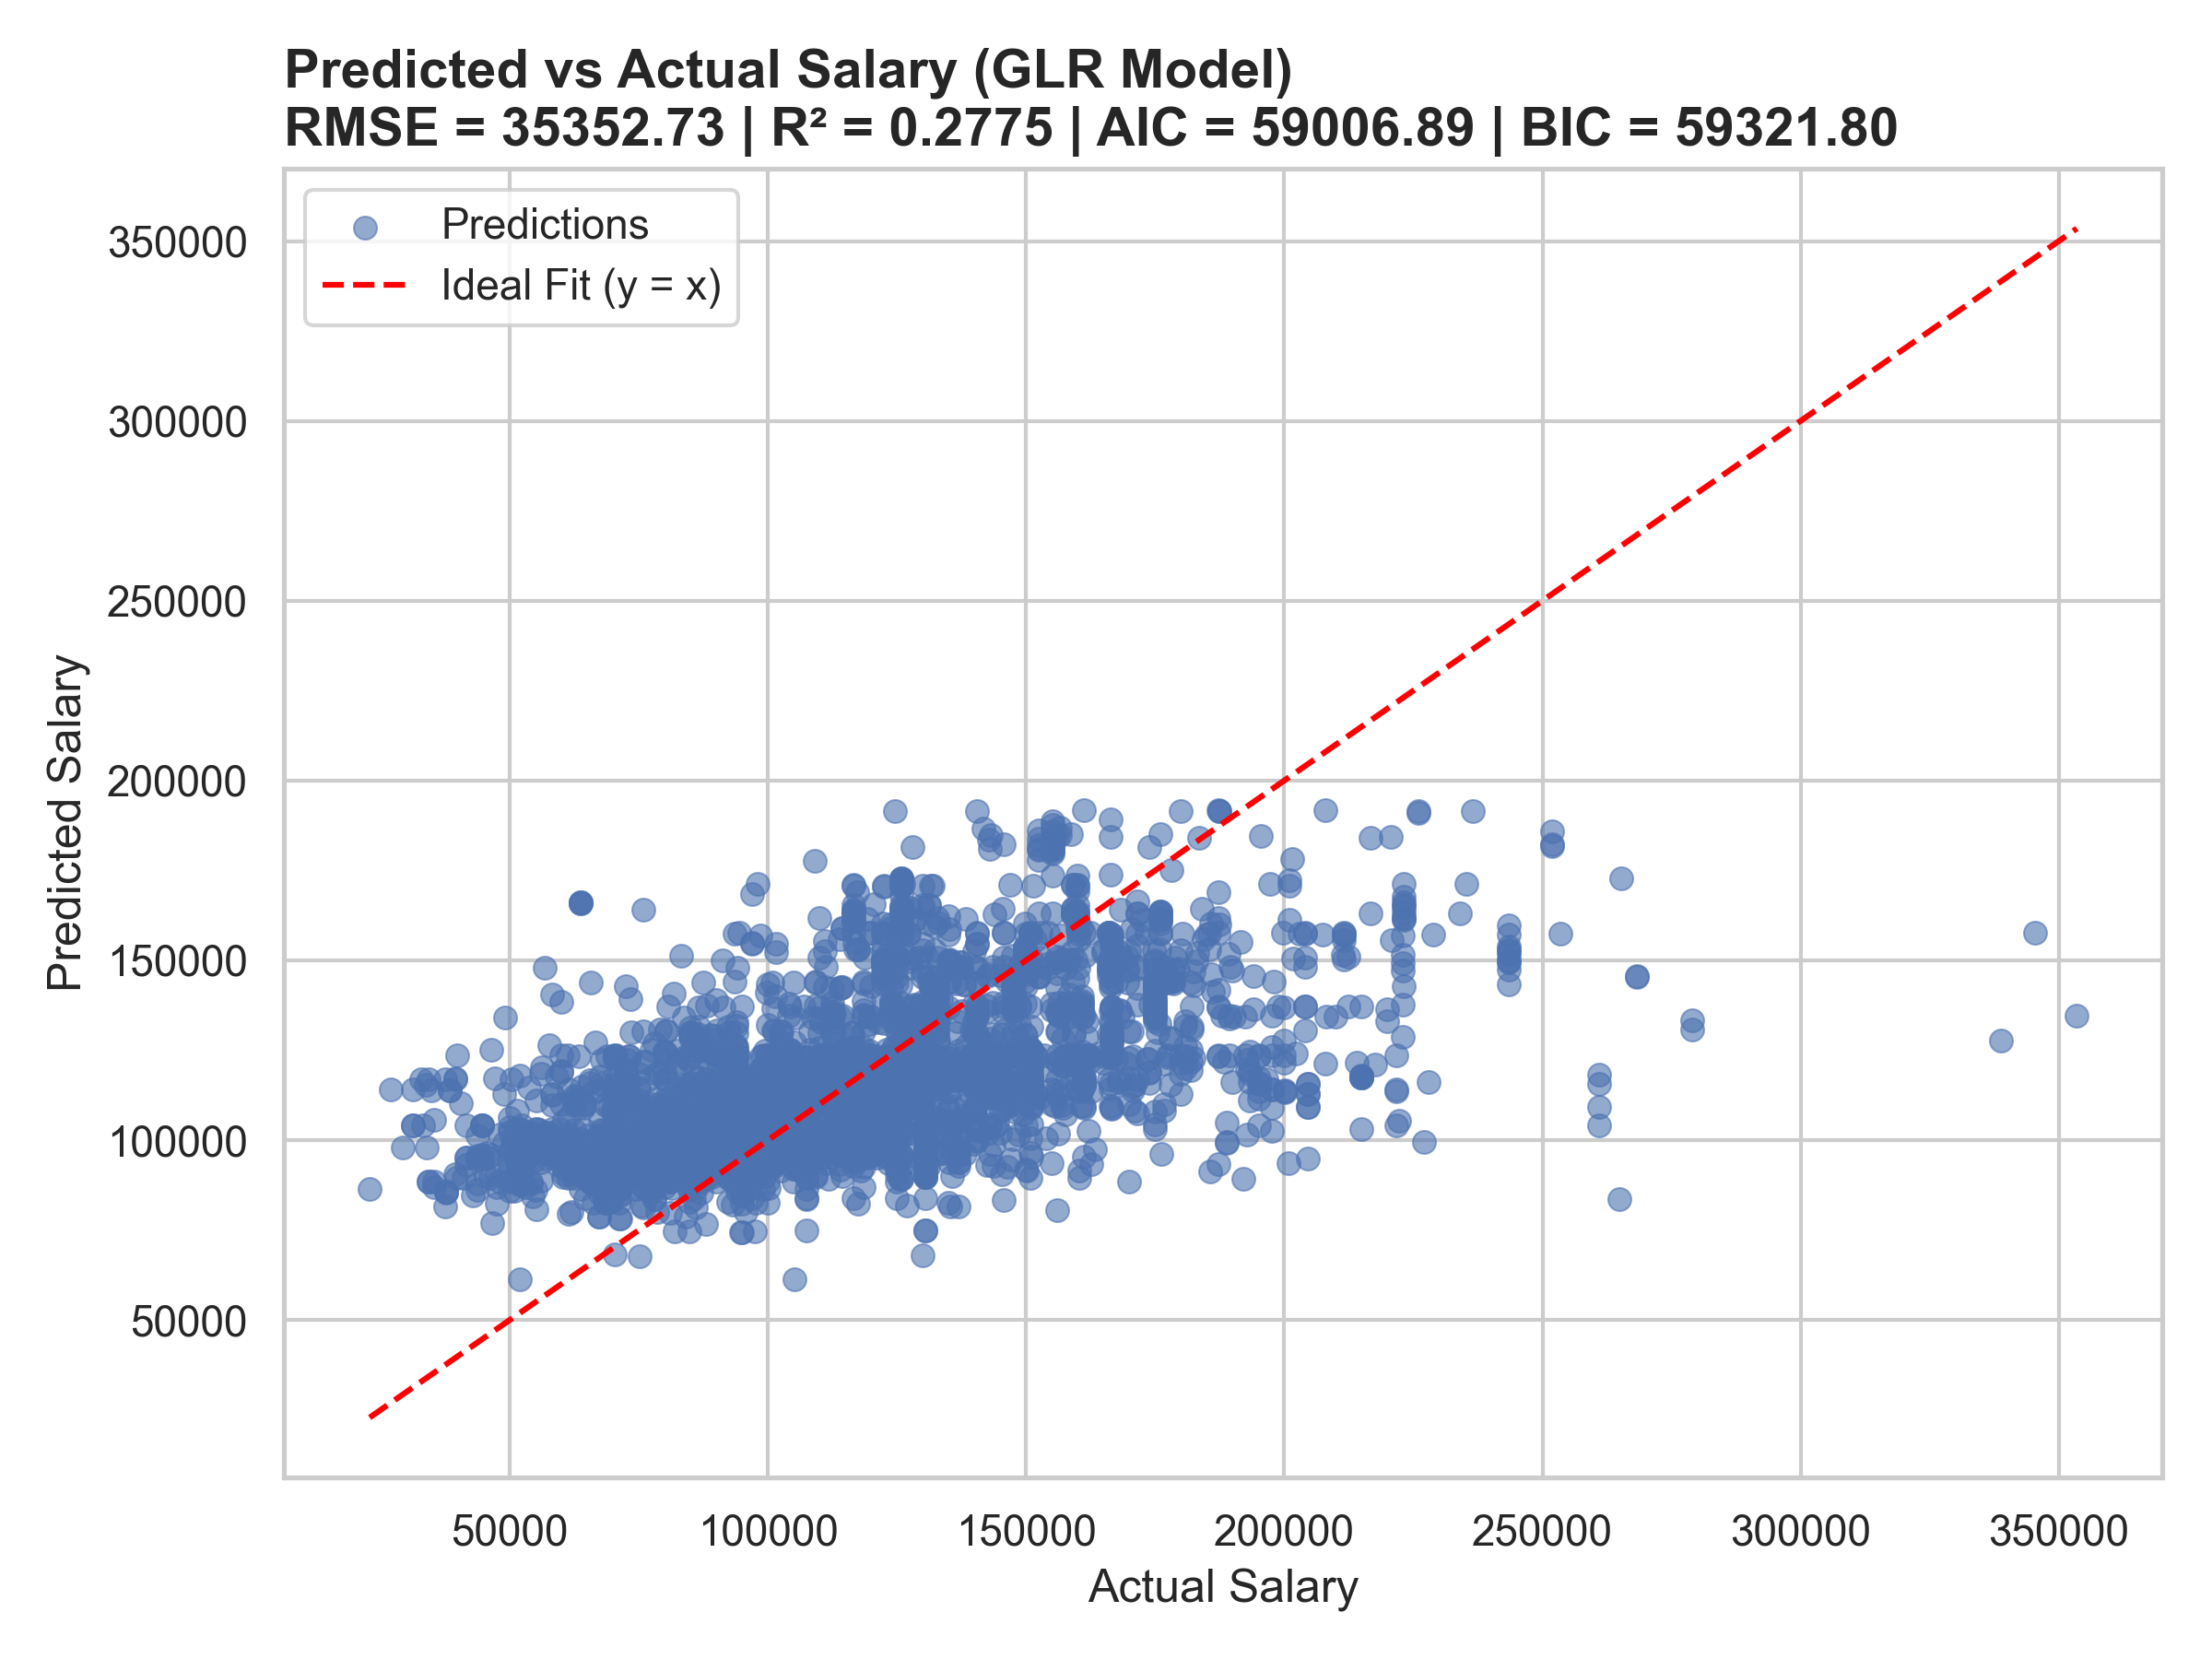 Predicted vs Actual Salary (GLR Model)
RMSE = 35352.73 | R² = 0.2775 | AIC = 59006.89 | BIC = 59321.80
Predictions
Ideal Fit (y = x)
Predicted Salary
350000
300000
250000
200000
150000
100000
50000
50000
100000
150000
200000
250000
300000
350000
Actual Salary